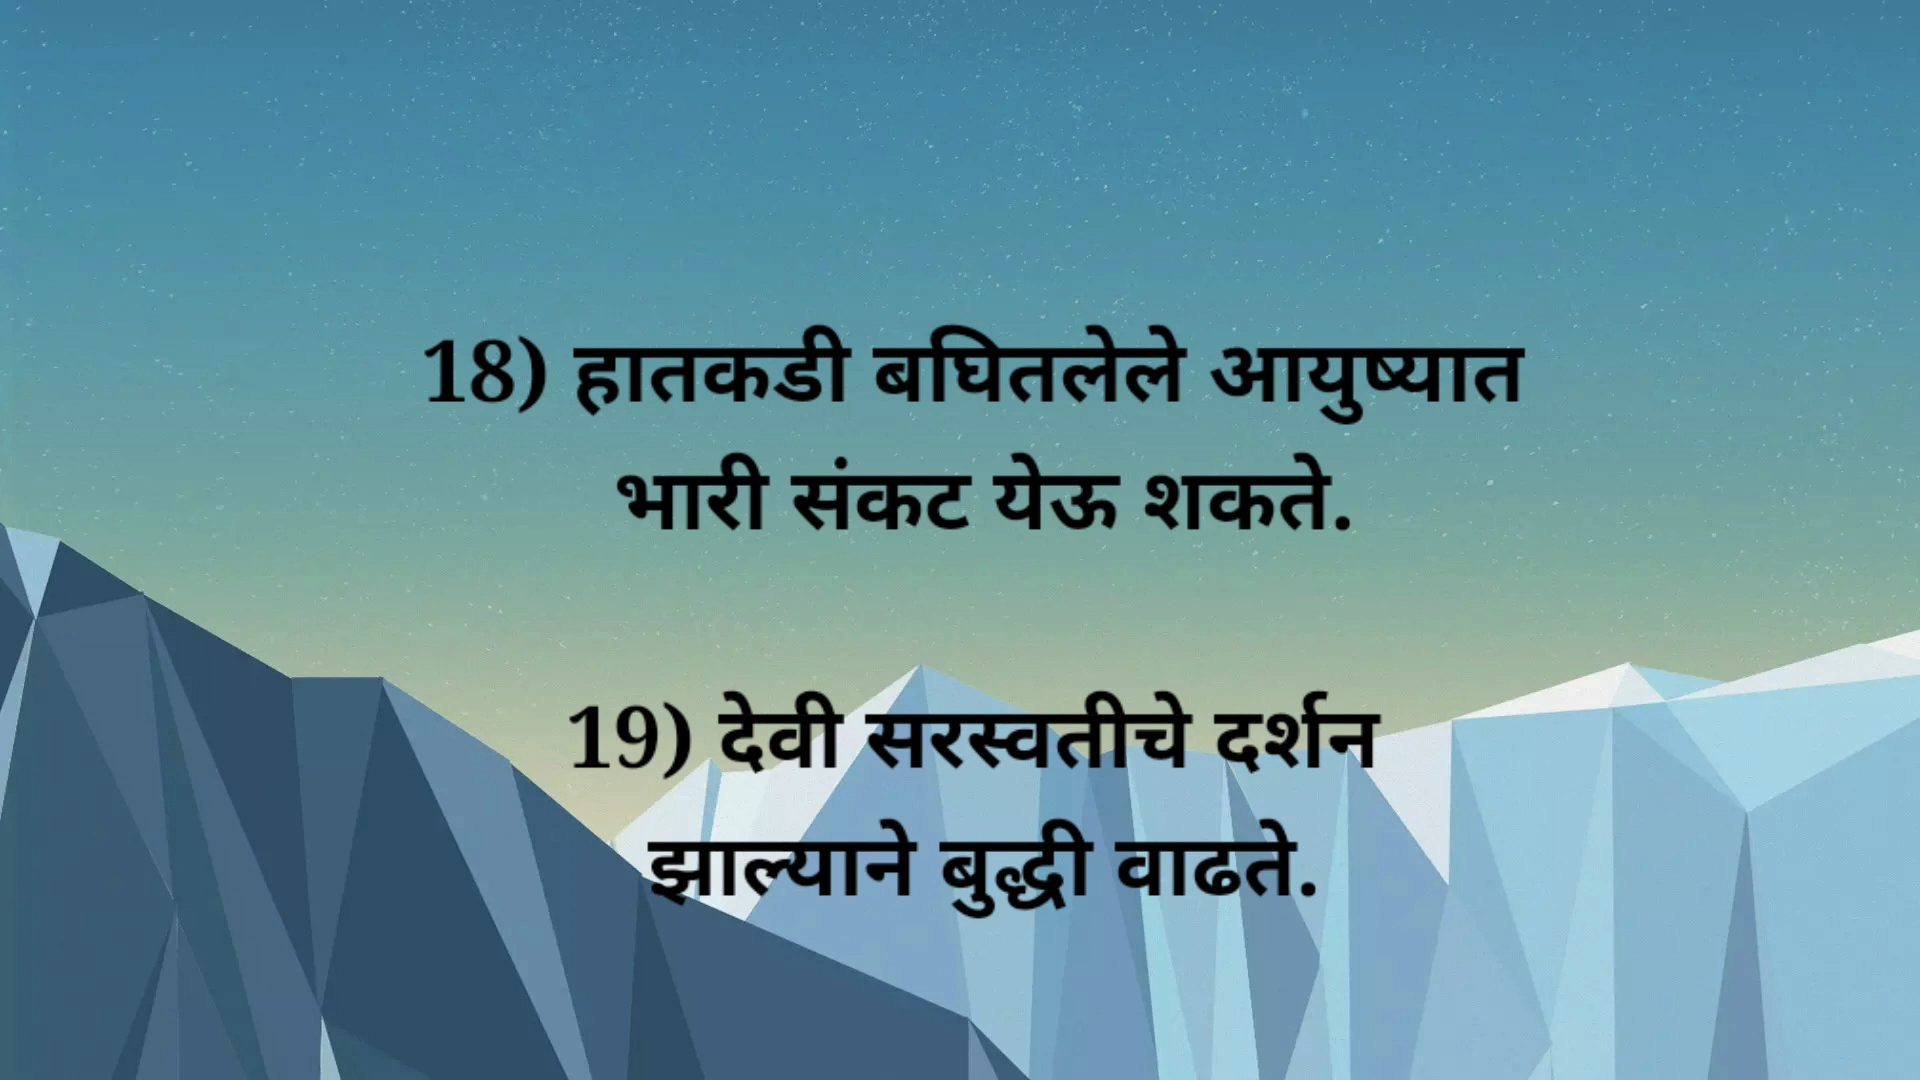 18) हातकडी बघितलेले आयुष्यात
भारी संकट येऊ शकते.
19) देवी सरस्वतीचे दर्शन
झाल्याने बुद्धी वाढते.